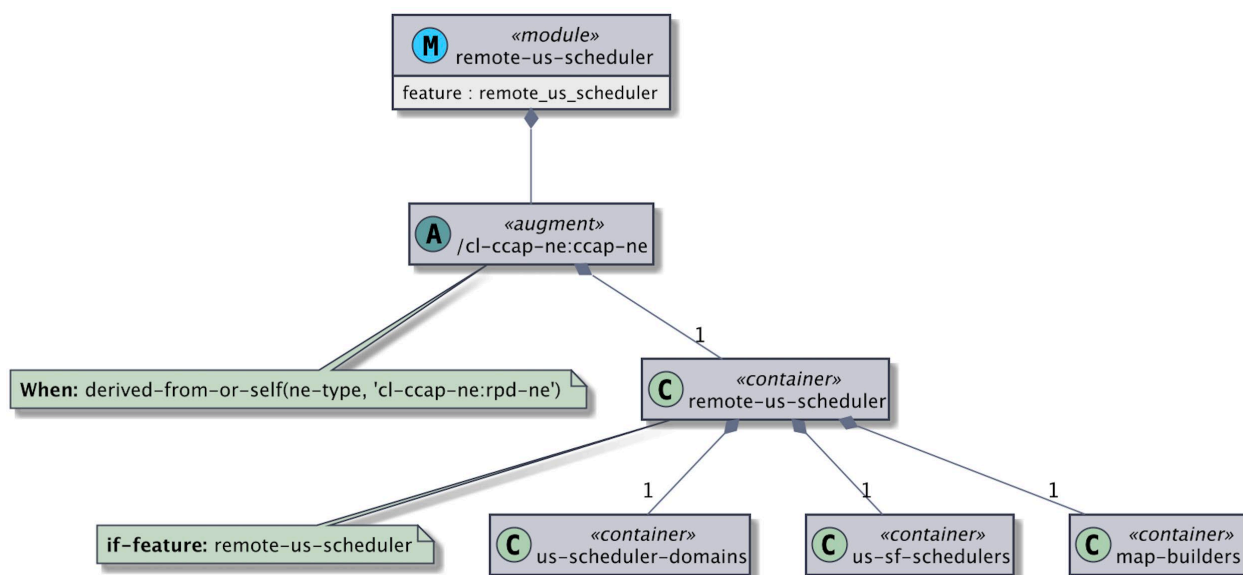 M
«module»
remote-us-scheduler
feature : remote_us_scheduler
A
«augment»
/cl-ccap-ne:ccap-ne
1
When: derived-from-or-self(ne-type, 'cl-ccap-ne:rpd-ne')
C
«container»
remote-us-scheduler
1
1
1
if-feature: remote-us-scheduler
C
«container»
us-scheduler-domains
C
«container»
us-sf-schedulers
C
«container»
map-builders